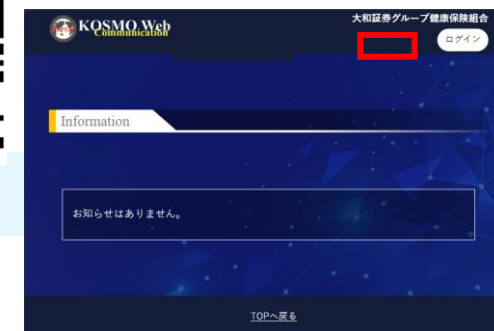 KOSMO Web
Communication
大和証券グループ健康保険組合
ログイン
Information
お知らせはありません。
TOPへ戻る